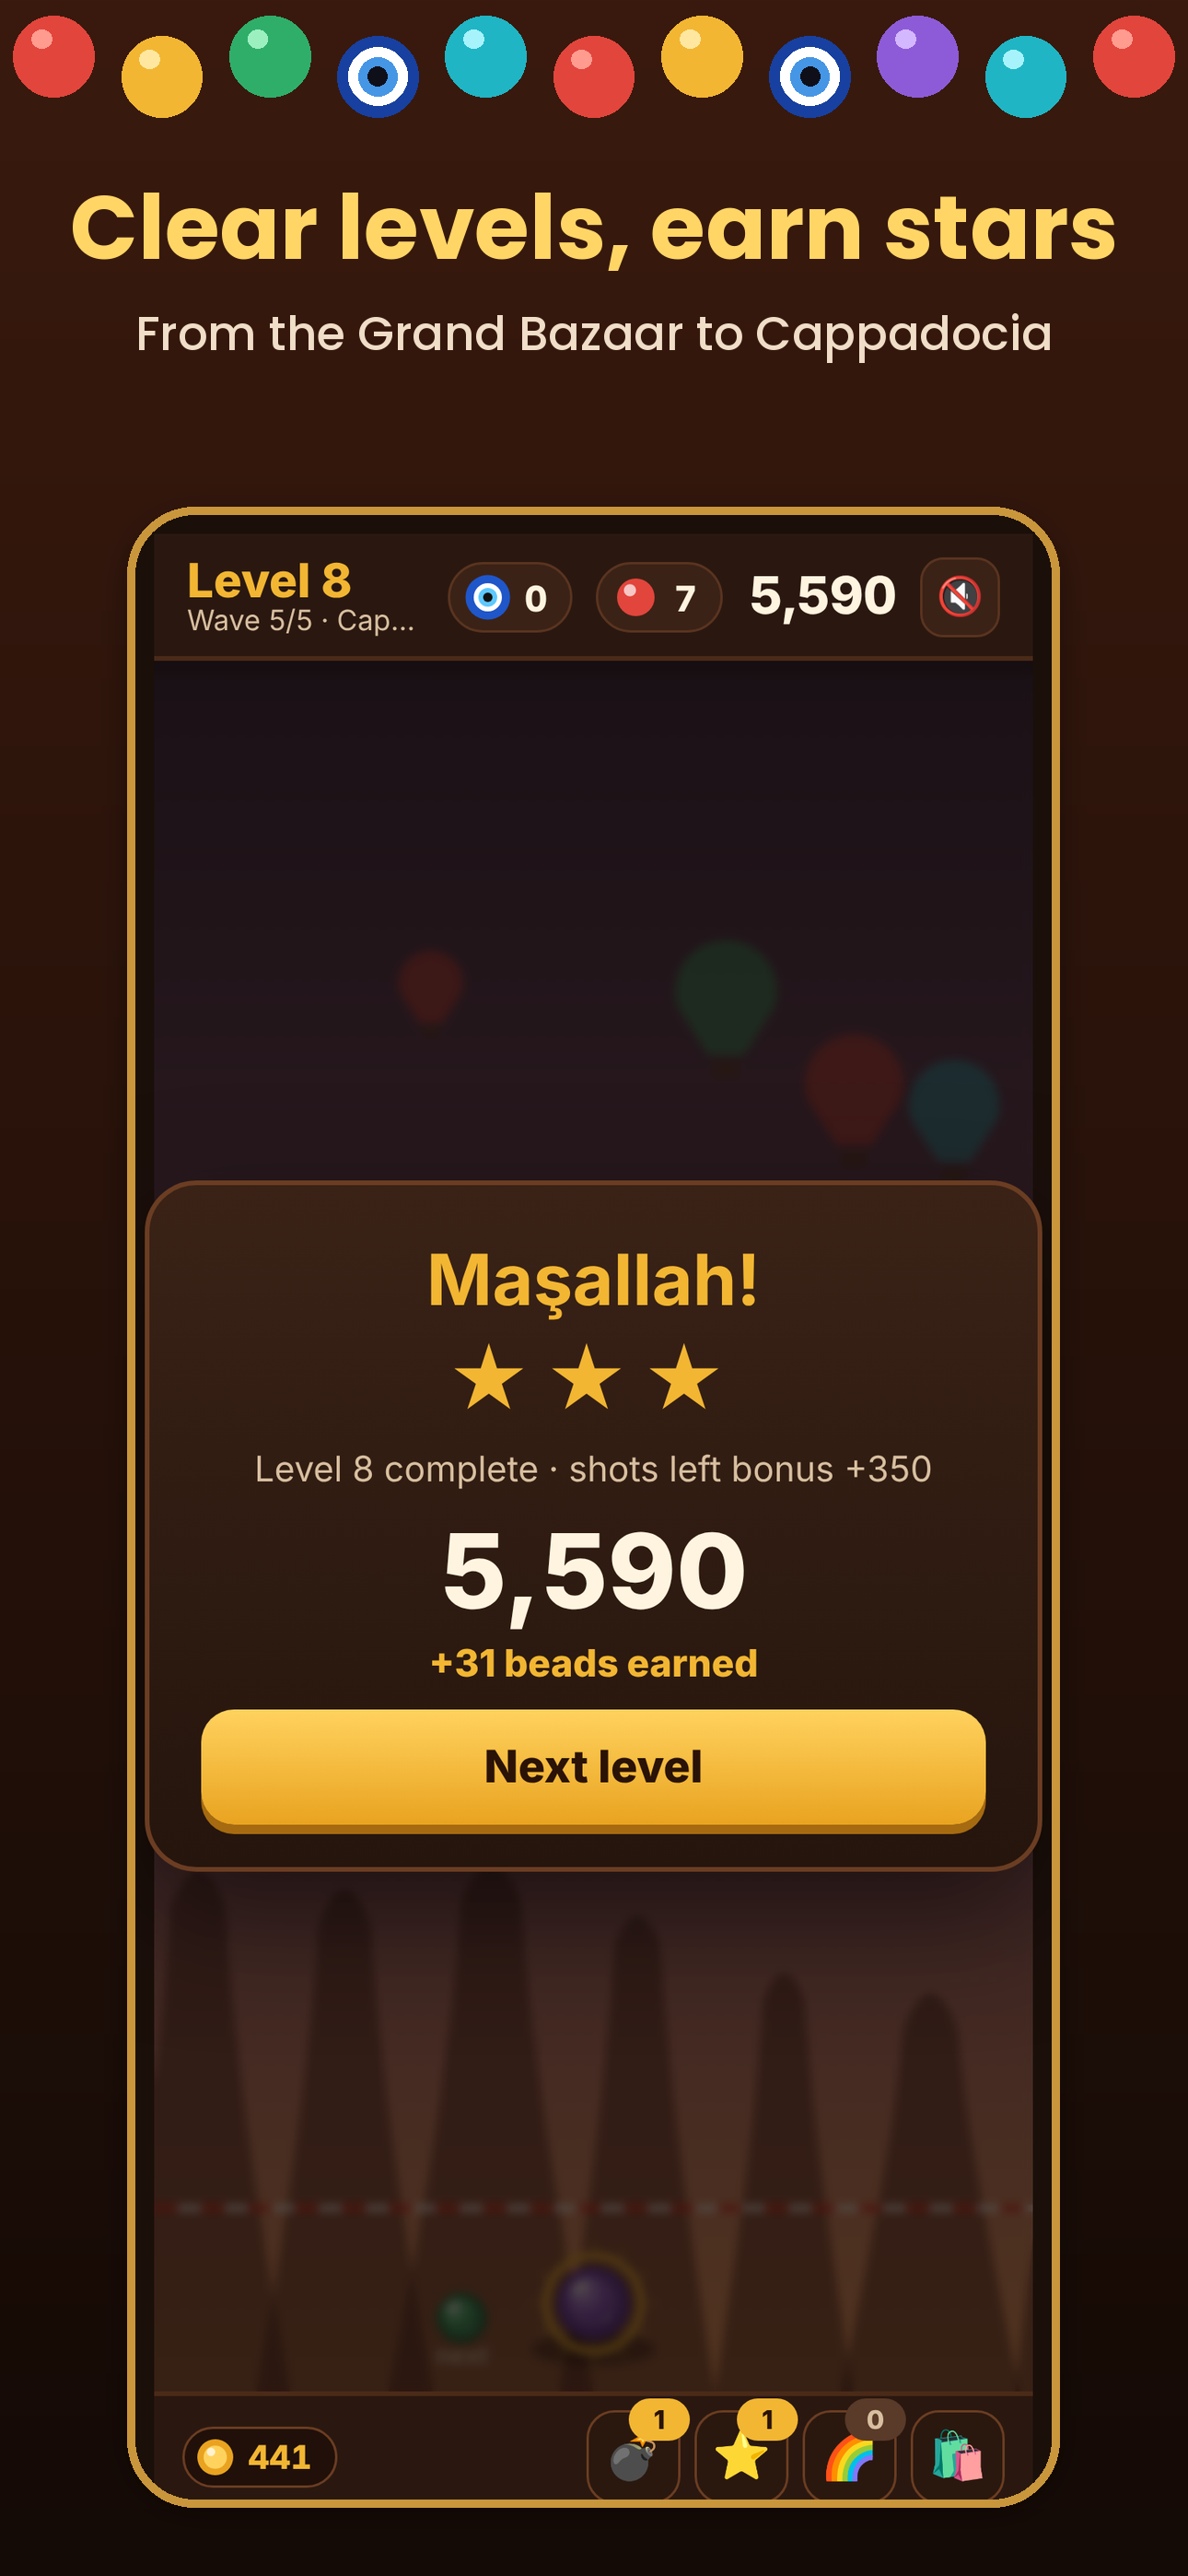 Clear levels, earn stars
From the Grand Bazaar to Cappadocia
Level 8
Wave 5/5 · Cap...
0
7
5,590
Maşallah!
Level 8 complete · shots left bonus +350
5,590
+31 beads earned
Next level
441
1
1
0